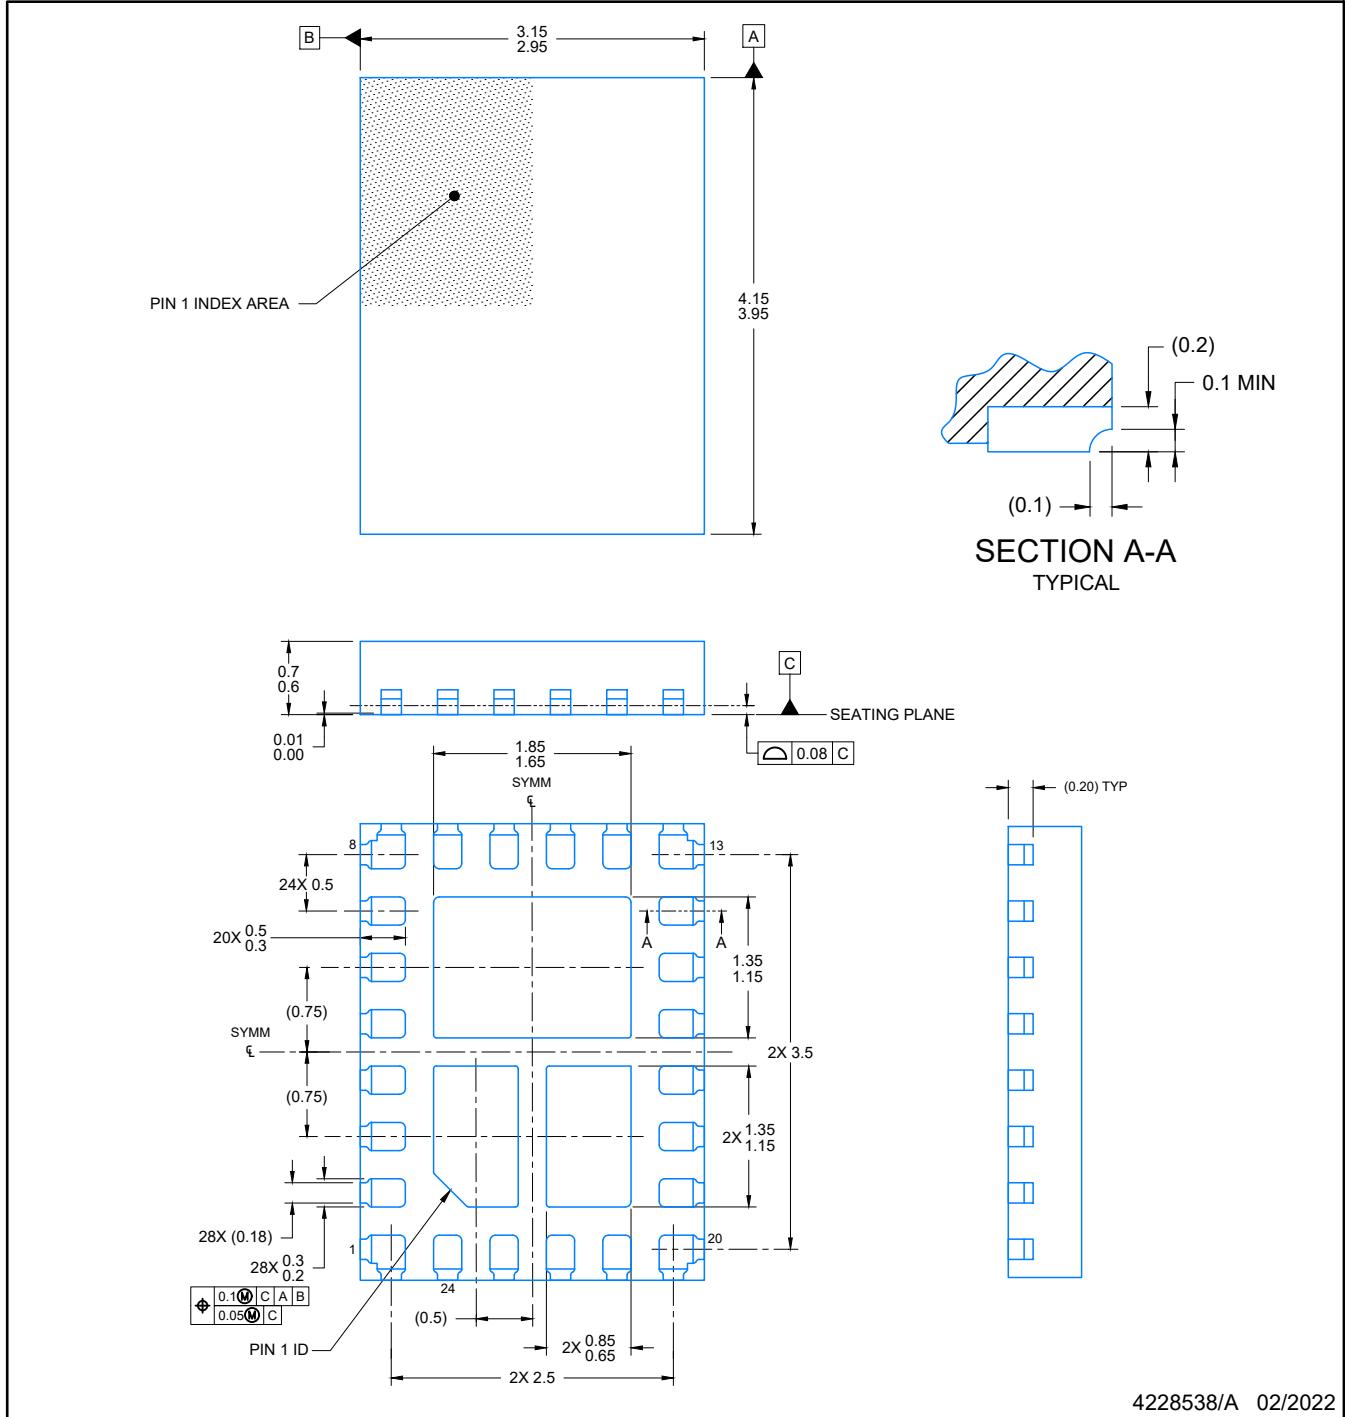 B
3.15
2.95
A
PIN 1 INDEX AREA
4.15
3.95
(0.2)
0.1 MIN
(0.1)
SECTION A-A
TYPICAL
0.7
0.6
C
SEATING PLANE
0.01
0.00
0.08 C
1.85
1.65
SYMM
℄
(0.20) TYP
8
13
24X 0.5
20X 0.5
0.3
A A
1.35
1.15
(0.75)
SYMM
℄
2X 3.5
(0.75)
2X 1.35
1.15
28X (0.18)
1
20
28X 0.3
0.2
24
0.1Ⓜ C A B
0.05Ⓜ C
(0.5)
PIN 1 ID
2X 0.85
0.65
2X 2.5
4228538/A 02/2022